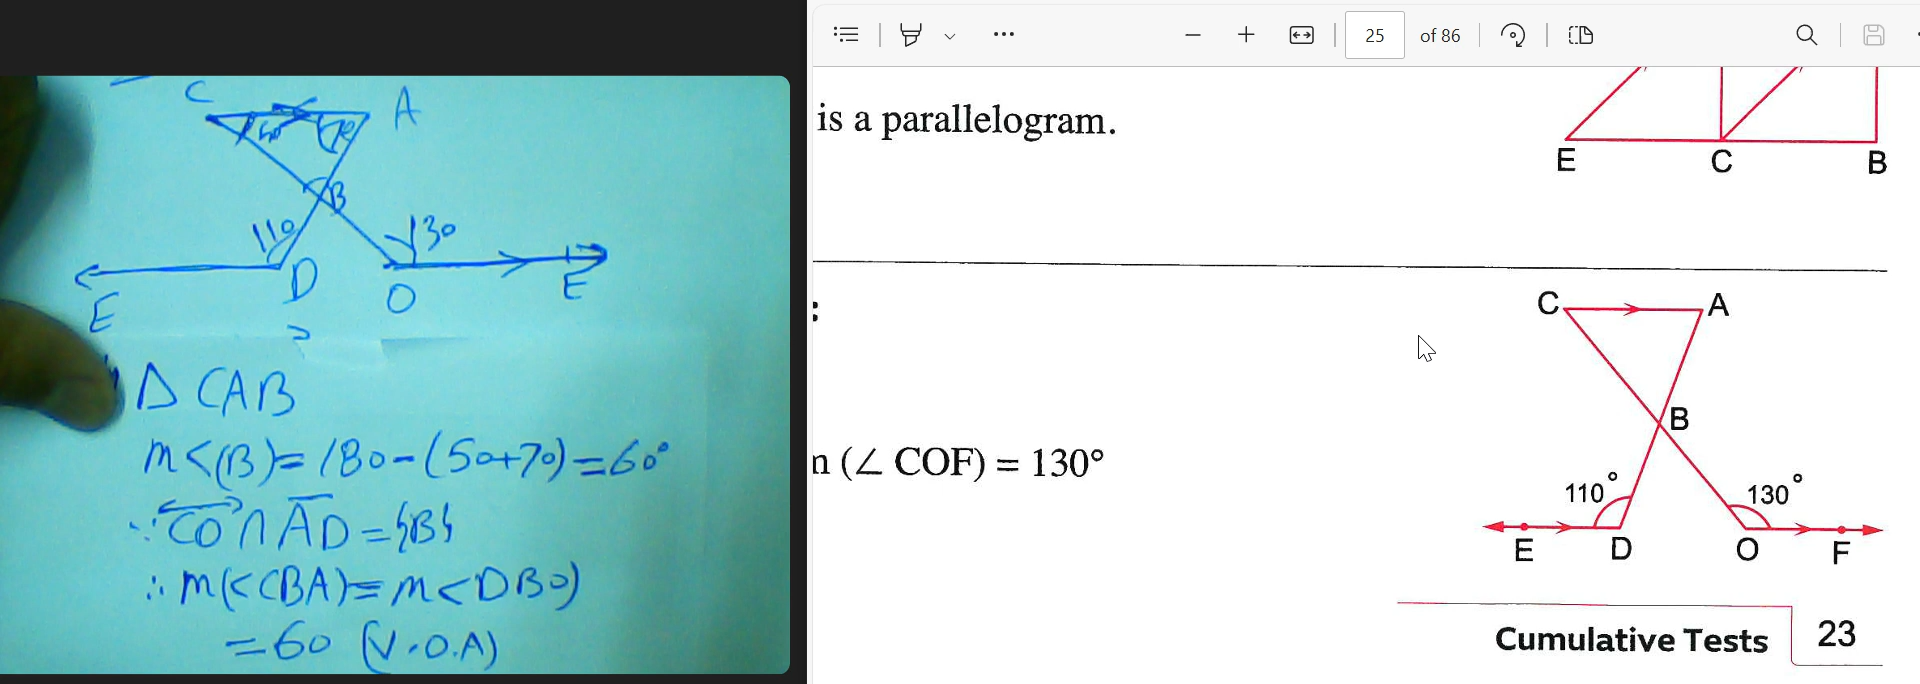 C A
50 70
B
110 130
D
E O E
Δ CAB
m<(B)=180-(50+70)=60°
∵ CO ∩ AD = {B}
∴ m(<CBA)=m<DBO)
=60 (V.O.A)
25 of 86
is a parallelogram.
E C B
:
C A
B
n (∠ COF) = 130°
110° 130°
E D O F
Cumulative Tests 23